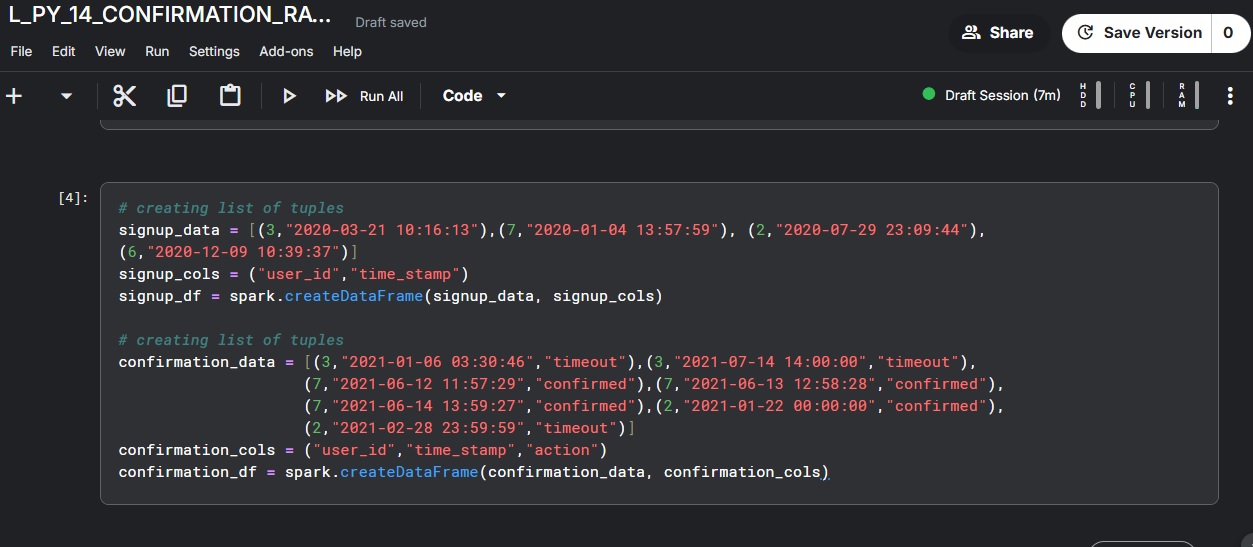 L_PY_14_CONFIRMATION_RA... Draft saved
Share
Save Version 0
File Edit View Run Settings Add-ons Help
Run All Code Draft Session (7m) HDD CPU RAM
[4]:
# creating list of tuples
signup_data = [(3,"2020-03-21 10:16:13"),(7,"2020-01-04 13:57:59"), (2,"2020-07-29 23:09:44"),
(6,"2020-12-09 10:39:37")]
signup_cols = ("user_id","time_stamp")
signup_df = spark.createDataFrame(signup_data, signup_cols)
# creating list of tuples
confirmation_data = [(3,"2021-01-06 03:30:46","timeout"),(3,"2021-07-14 14:00:00","timeout"),
(7,"2021-06-12 11:57:29","confirmed"),(7,"2021-06-13 12:58:28","confirmed"),
(7,"2021-06-14 13:59:27","confirmed"),(2,"2021-01-22 00:00:00","confirmed"),
(2,"2021-02-28 23:59:59","timeout")]
confirmation_cols = ("user_id","time_stamp","action")
confirmation_df = spark.createDataFrame(confirmation_data, confirmation_cols)